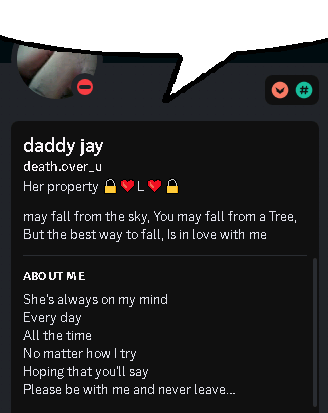 daddy jay
death.over_u
Her property 🔒 💔 L 💔 🔒
may fall from the sky, You may fall from a Tree,
But the best way to fall, Is in love with me
ABOUT ME
She's always on my mind
Every day
All the time
No matter how I try
Hoping that you'll say
Please be with me and never leave...